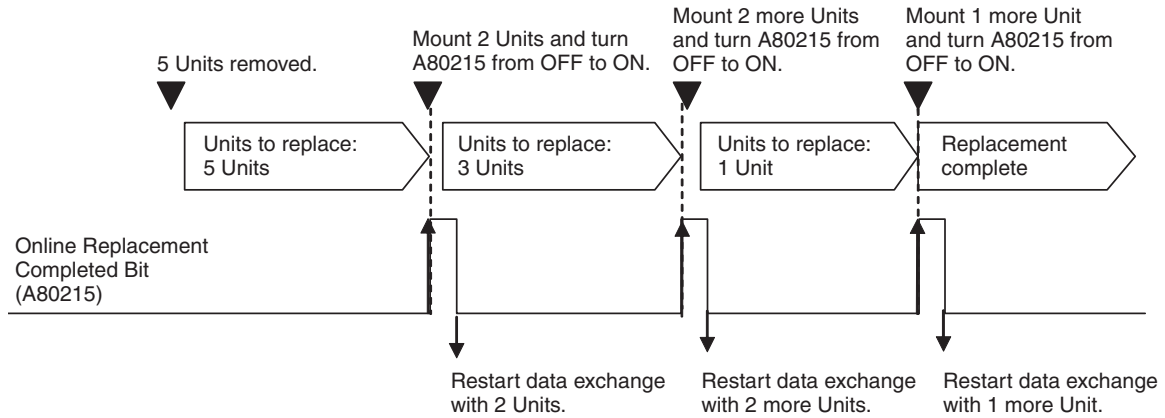 5 Units removed.
Mount 2 Units and turn
A80215 from OFF to ON.
Mount 2 more Units
and turn A80215 from
OFF to ON.
Mount 1 more Unit
and turn A80215 from
OFF to ON.
Units to replace:
5 Units
Units to replace:
3 Units
Units to replace:
1 Unit
Replacement
complete
Online Replacement
Completed Bit
(A80215)
Restart data exchange
with 2 Units.
Restart data exchange
with 2 more Units.
Restart data exchange
with 1 more Unit.